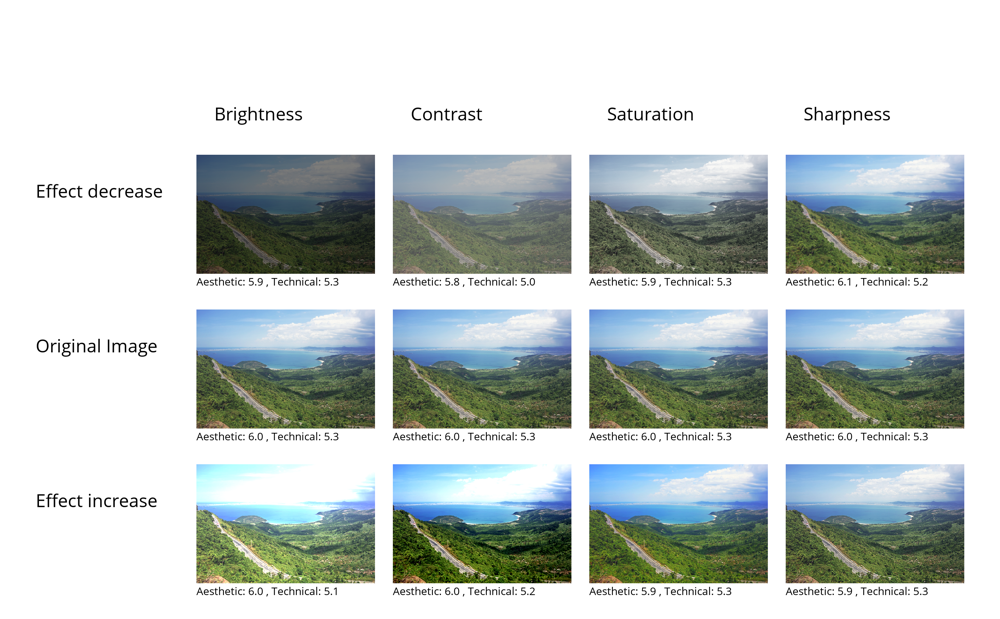 Brightness Contrast Saturation Sharpness
Effect decrease
Aesthetic: 5.9 , Technical: 5.3 Aesthetic: 5.8 , Technical: 5.0 Aesthetic: 5.9 , Technical: 5.3 Aesthetic: 6.1 , Technical: 5.2
Original Image
Aesthetic: 6.0 , Technical: 5.3 Aesthetic: 6.0 , Technical: 5.3 Aesthetic: 6.0 , Technical: 5.3 Aesthetic: 6.0 , Technical: 5.3
Effect increase
Aesthetic: 6.0 , Technical: 5.1 Aesthetic: 6.0 , Technical: 5.2 Aesthetic: 5.9 , Technical: 5.3 Aesthetic: 5.9 , Technical: 5.3